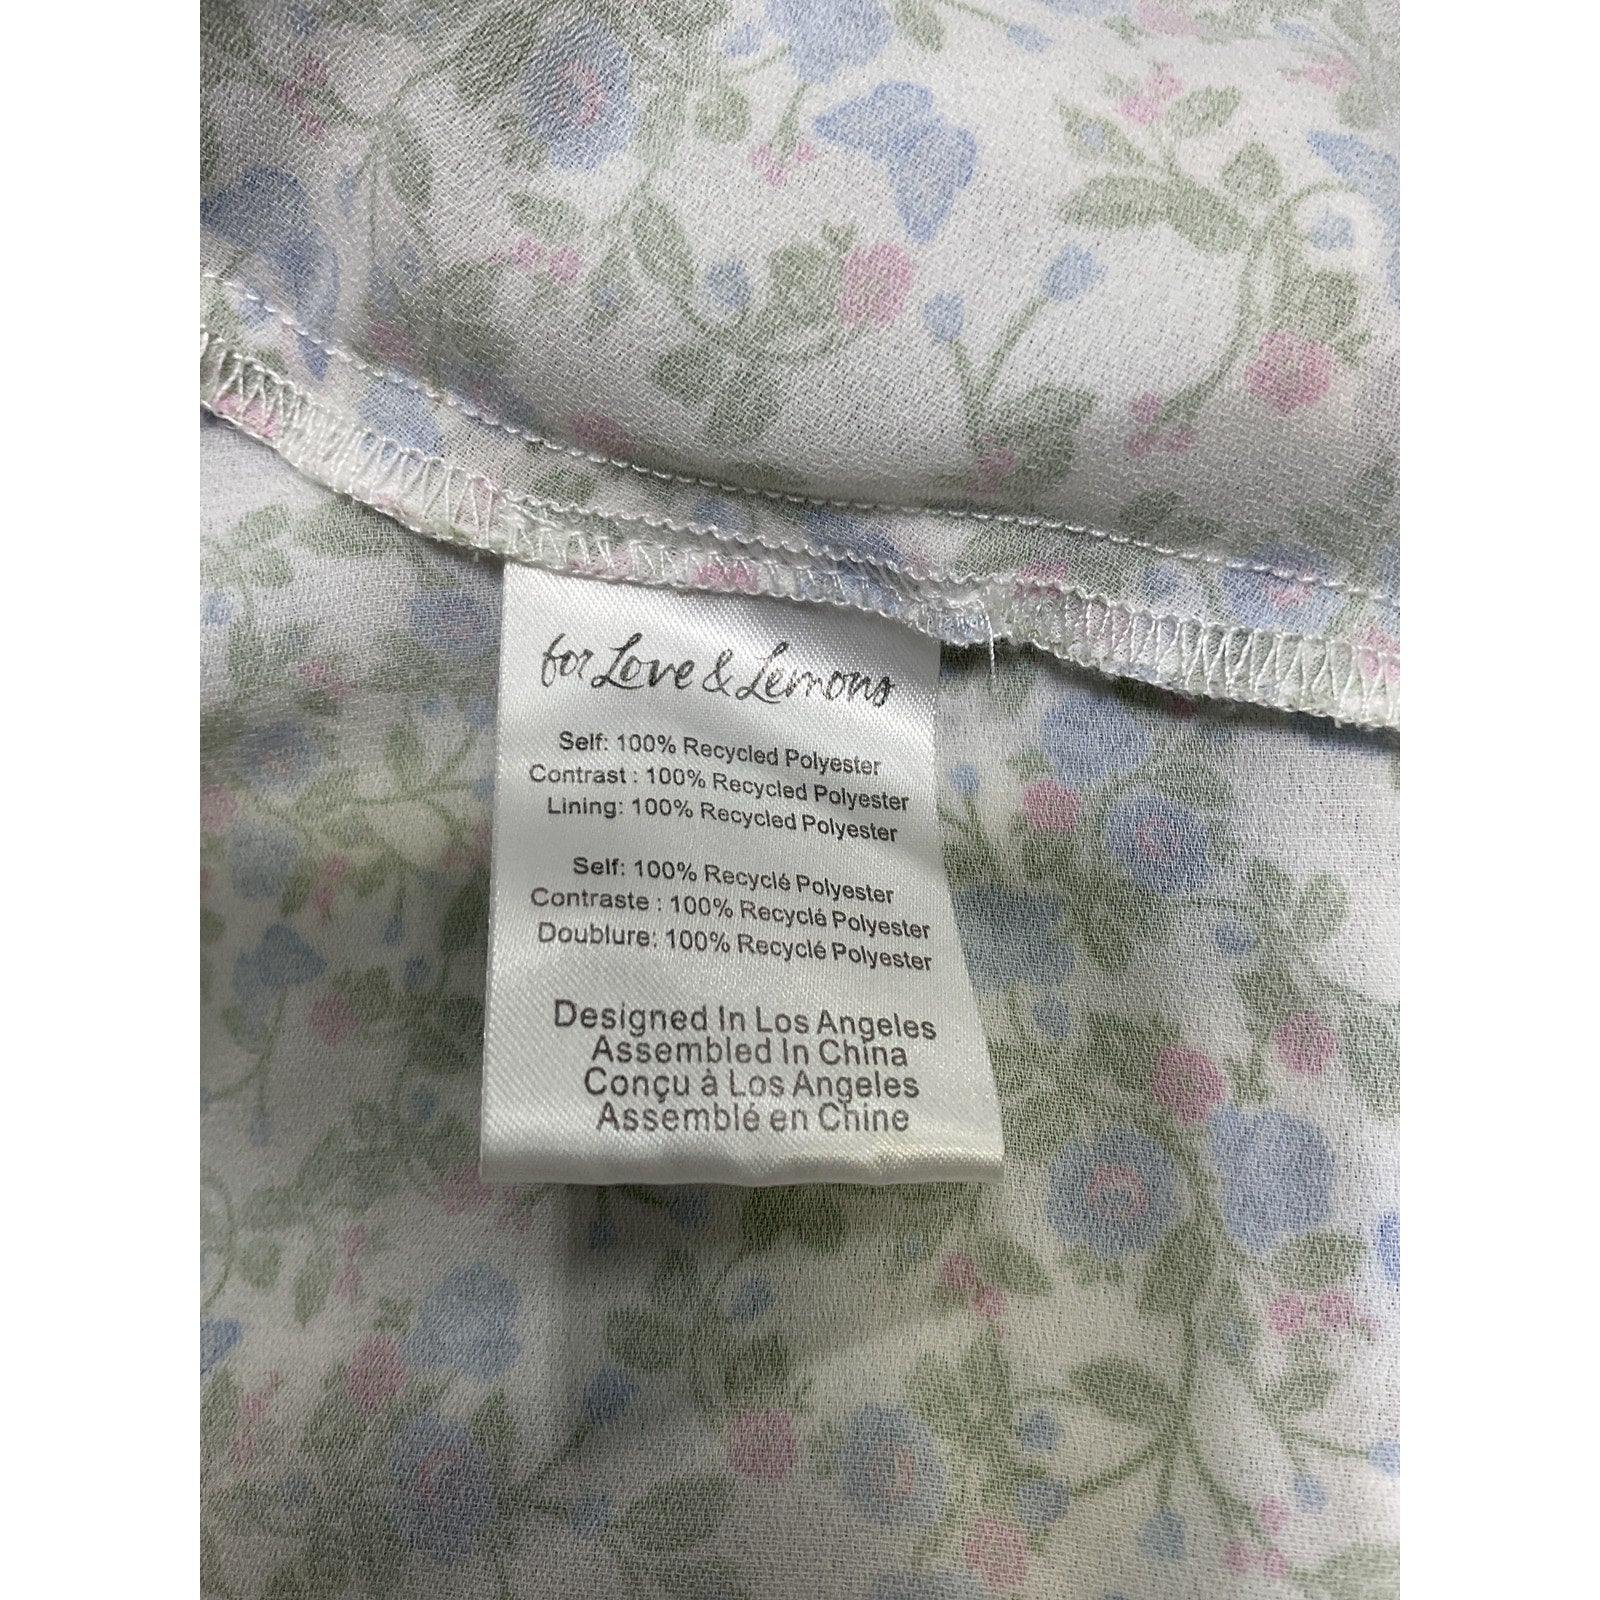 for Love & Lemons
Self: 100% Recycled Polyester
Contrast : 100% Recycled Polyester
Lining: 100% Recycled Polyester
Self: 100% Recyclé Polyester
Contraste : 100% Recyclé Polyester
Doublure: 100% Recyclé Polyester
Designed In Los Angeles
Assembled In China
Conçu à Los Angeles
Assemblé en Chine